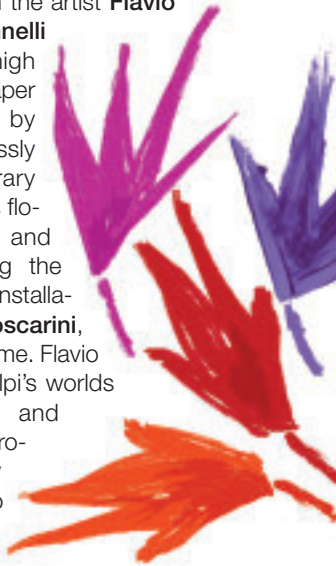 the artist Flavio
nnelli
high
aper
by
ssly
rary
flo-
and
g the
nstalla-
oscarini,
me. Flavio
lpi's worlds
and
ro-